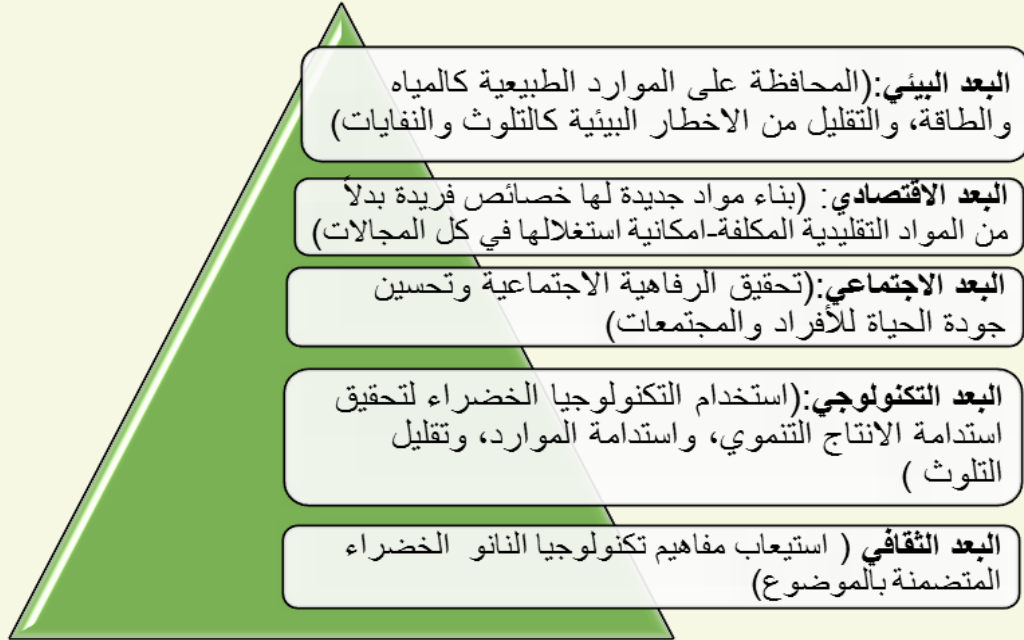 البعد البيئي:(المحافظة على الموارد الطبيعية كالمياه
والطاقة، والتقليل من الاخطار البيئية كالتلوث والنفايات)
البعد الاقتصادي: (بناء مواد جديدة لها خصائص فريدة بدلاً
من المواد التقليدية المكلفة-امكانية استغلالها في كل المجالات)
البعد الاجتماعي:(تحقيق الرفاهية الاجتماعية وتحسين
جودة الحياة للأفراد والمجتمعات)
البعد التكنولوجي:(استخدام التكنولوجيا الخضراء لتحقيق
استدامة الانتاج التنموي، واستدامة الموارد، وتقليل
التلوث )
البعد الثقافي ( استيعاب مفاهيم تكنولوجيا النانو الخضراء
المتضمنة بالموضوع)